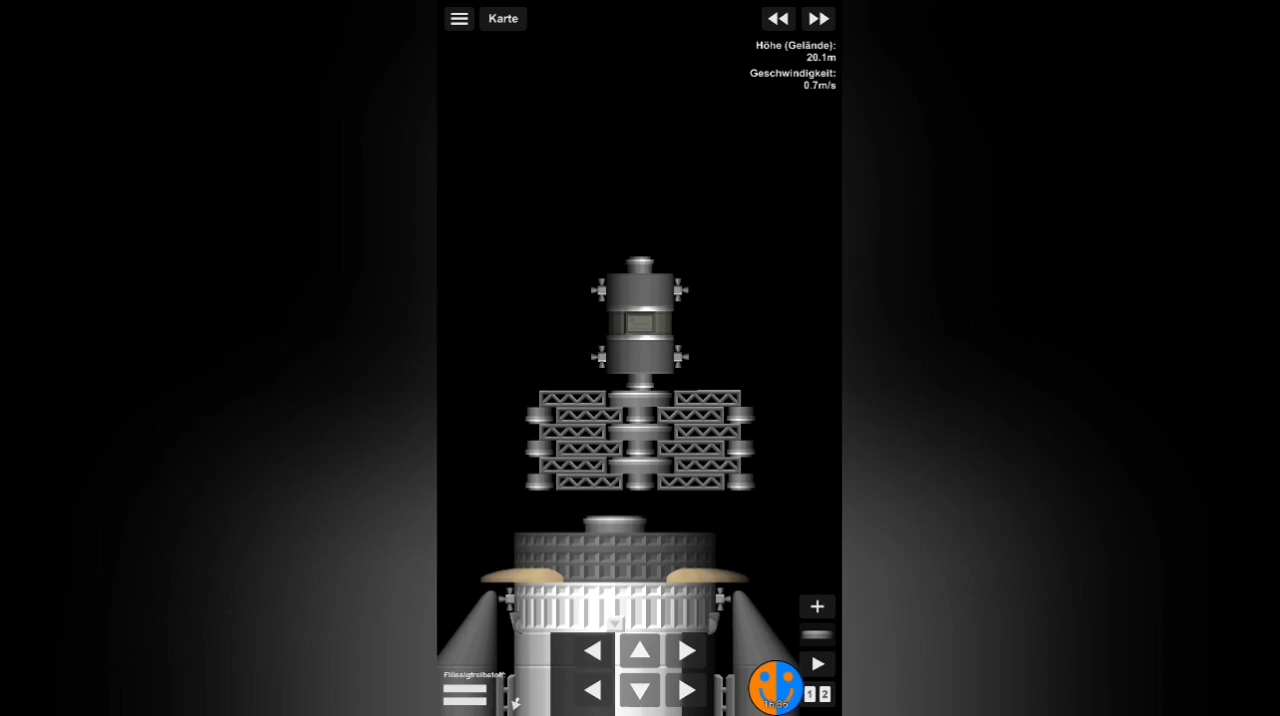 Karte
Höhe (Gelände):
20.1m
Geschwindigkeit:
0.7m/s
Flüssigtreibstoff:
1 2